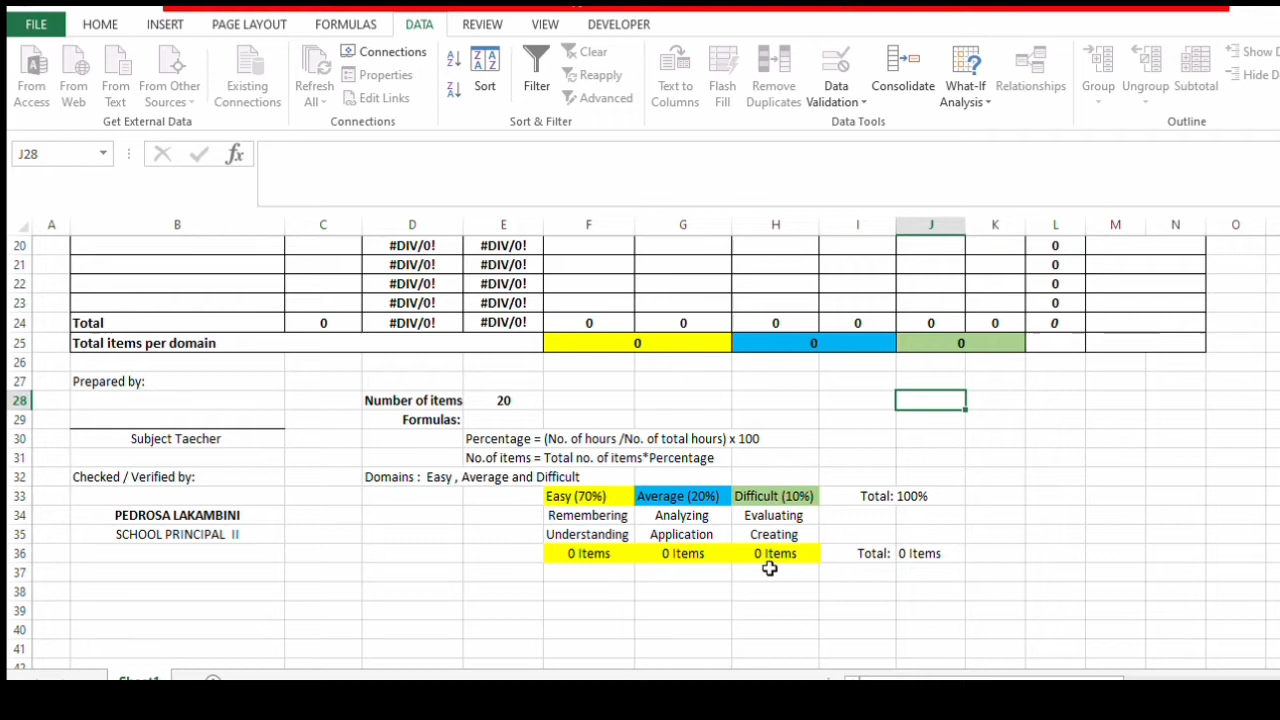 FILE HOME INSERT PAGE LAYOUT FORMULAS DATA REVIEW VIEW DEVELOPER
From Access
From Web
From Text
From Other Sources
Get External Data
Existing Connections
Refresh All
Connections
Properties
Edit Links
Connections
Sort
Filter
Clear
Reapply
Advanced
Sort & Filter
Text to Columns
Flash Fill
Remove Duplicates
Data Validation
Consolidate
What-If Analysis
Relationships
Data Tools
Group
Ungroup
Subtotal
Show D
Hide D
Outline
J28 fx
A B C D E F G H I J K L M N O
20 #DIV/0! #DIV/0! 0
21 #DIV/0! #DIV/0! 0
22 #DIV/0! #DIV/0! 0
23 #DIV/0! #DIV/0! 0
24 Total 0 #DIV/0! #DIV/0! 0 0 0 0 0 0 0
25 Total items per domain 0 0 0
26
27 Prepared by:
28 Number of items 20
29 Formulas:
30 Subject Taecher Percentage = (No. of hours /No. of total hours) x 100
31 No.of items = Total no. of items*Percentage
32 Checked / Verified by: Domains : Easy , Average and Difficult
33 Easy (70%) Average (20%) Difficult (10%) Total: 100%
34 PEDROSA LAKAMBINI Remembering Analyzing Evaluating
35 SCHOOL PRINCIPAL II Understanding Application Creating
36 0 Items 0 Items 0 Items Total: 0 Items
37
38
39
40
41
42
Sheet1